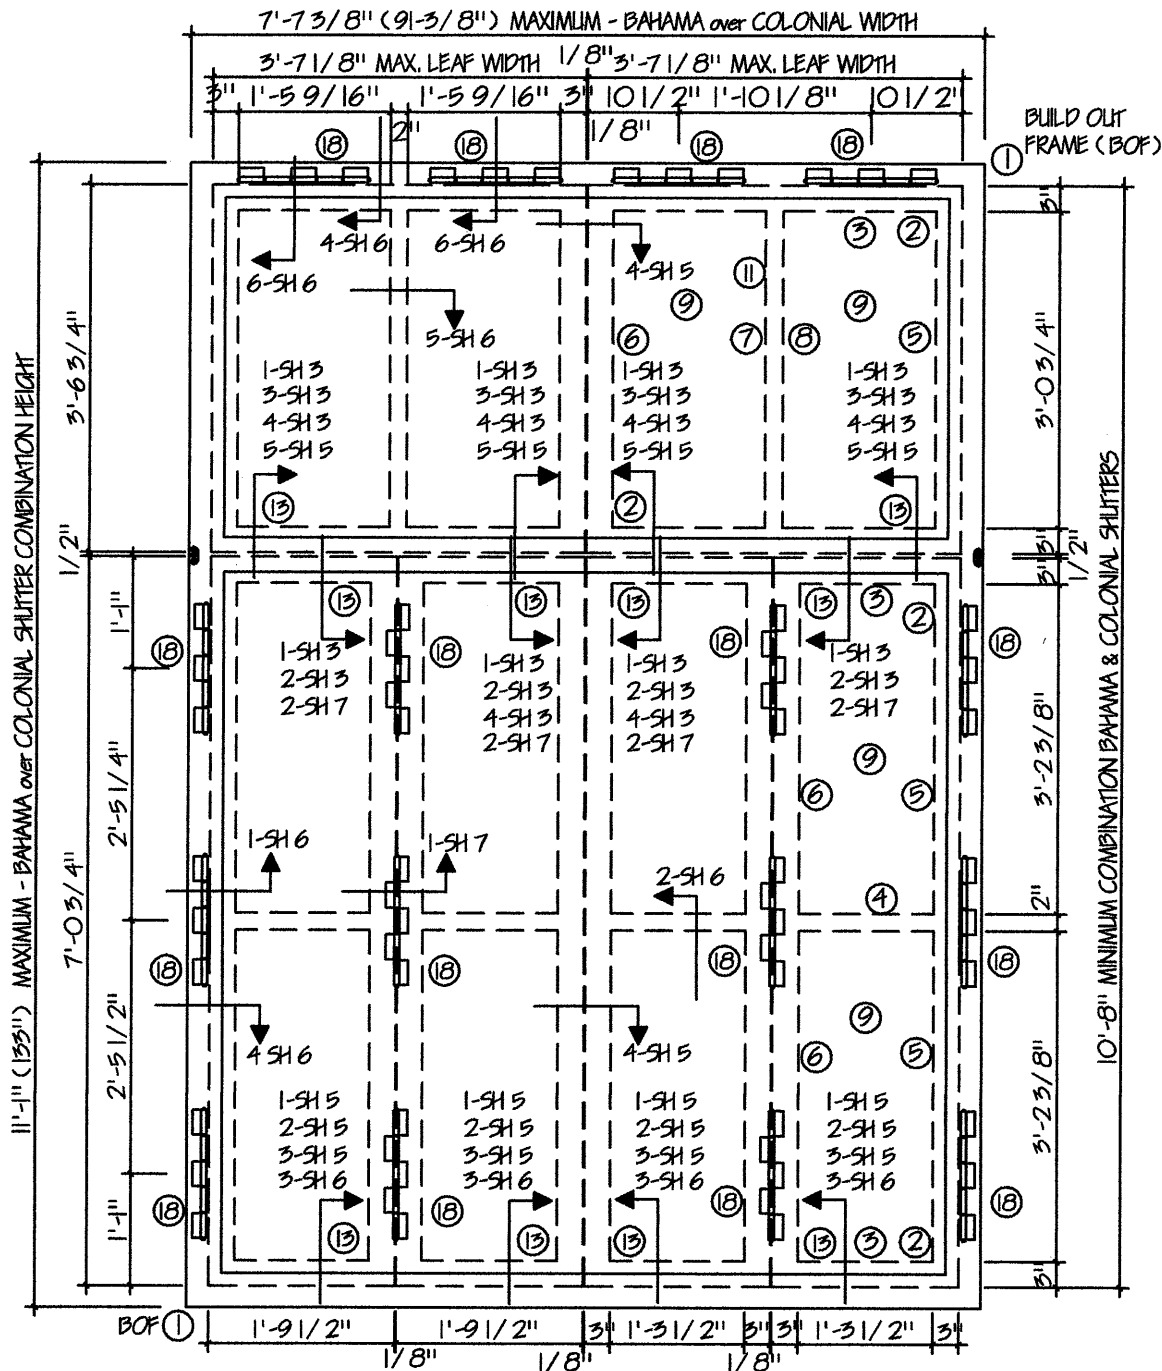 7'-7 3/8" (91-3/8") MAXIMUM - BAHAMA over COLONIAL WIDTH
3'-7 1/8" MAX. LEAF WIDTH
1/8"
3'-7 1/8" MAX. LEAF WIDTH
3"
1'-5 9/16"
1'-5 9/16"
3"
10 1/2"
1'-10 1/8"
10 1/2"
2"
1/8"
BUILD OUT
FRAME (BOF)
1
18
18
18
18
4-SH 6
6-SH 6
6-SH 6
5-SH 6
4-SH 5
3
2
11
9
9
6
7
8
5
1-SH 3
3-SH 3
4-SH 3
5-SH 5
1-SH 3
3-SH 3
4-SH 3
5-SH 5
1-SH 3
3-SH 3
4-SH 3
5-SH 5
1-SH 3
3-SH 3
4-SH 3
5-SH 5
13
2
13
11'-1" (133") MAXIMUM - BAHAMA over COLONIAL SHUTTER COMBINATION HEIGHT
3'-6 3/4"
1/2"
7'-0 3/4"
1'-1"
2'-5 1/4"
2'-5 1/2"
1'-1"
3"
3'-0 3/4"
3"
1/2"
3"
3'-2 3/8"
2"
3'-2 3/8"
3"
10'-8" MINIMUM COMBINATION BAHAMA & COLONIAL SHUTTERS
13
13
13
13
3
2
18
18
18
18
1-SH 3
2-SH 3
2-SH 7
1-SH 3
2-SH 3
4-SH 3
2-SH 7
1-SH 3
2-SH 3
4-SH 3
2-SH 7
1-SH 3
2-SH 3
2-SH 7
9
6
5
1-SH 6
1-SH 7
2-SH 6
4
18
18
18
18
9
6
5
4 SH 6
4-SH 5
1-SH 5
2-SH 5
3-SH 5
3-SH 6
1-SH 5
2-SH 5
3-SH 5
3-SH 6
1-SH 5
2-SH 5
3-SH 5
3-SH 6
1-SH 5
2-SH 5
3-SH 5
3-SH 6
18
18
18
18
13
13
13
13
3
2
BOF 1
1'-9 1/2"
1'-9 1/2"
3"
1'-3 1/2"
3"
3"
1'-3 1/2"
3"
1/8"
1/8"
1/8"